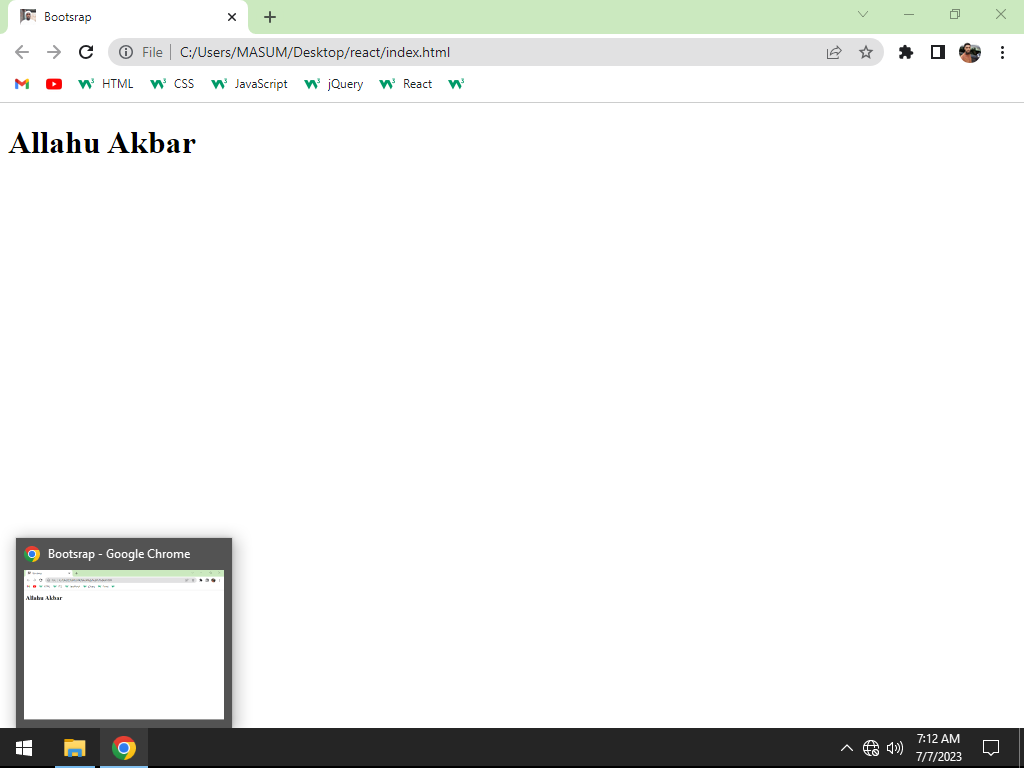 Bootsrap
File C:/Users/MASUM/Desktop/react/index.html
HTML CSS JavaScript jQuery React
Allahu Akbar
Bootsrap - Google Chrome
Allahu Akbar
7:12 AM
7/7/2023